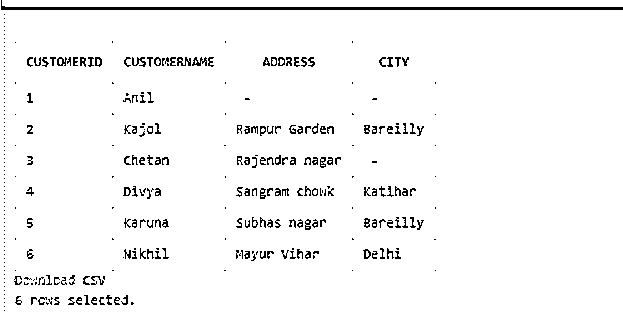 CUSTOMERID CUSTOMERNAME ADDRESS CITY
1 Anil - -
2 Kajol Rampur Garden Bareilly
3 Chetan Rajendra nagar -
4 Divya Sangram chowk Katihar
5 Karuna Subhas nagar Bareilly
6 Nikhil Mayur Vihar Delhi
Download CSV
6 rows selected.